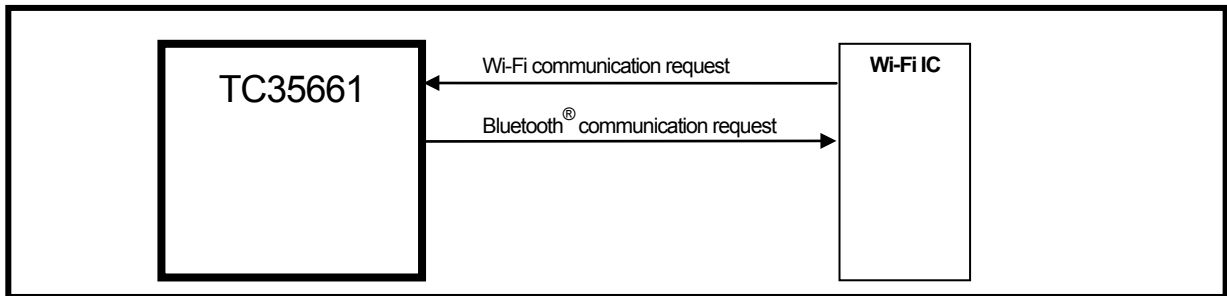 TC35661
Wi-Fi communication request
Wi-Fi IC
Bluetooth® communication request